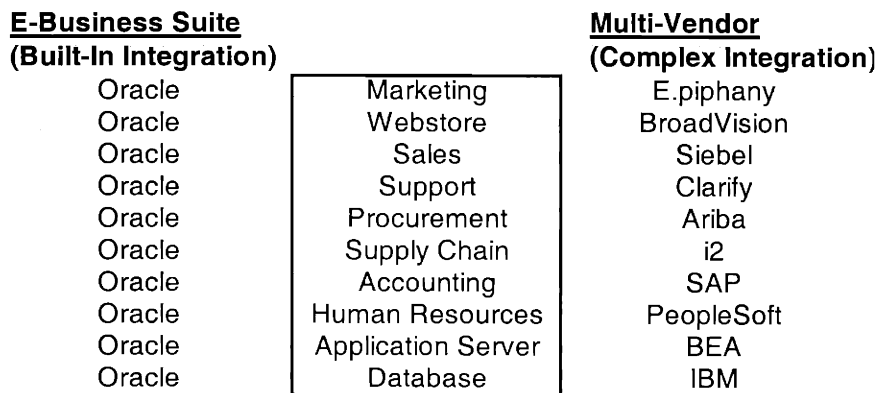 E-Business Suite Multi-Vendor
(Built-In Integration) (Complex Integration)
Oracle Marketing E.piphany
Oracle Webstore BroadVision
Oracle Sales Siebel
Oracle Support Clarify
Oracle Procurement Ariba
Oracle Supply Chain i2
Oracle Accounting SAP
Oracle Human Resources PeopleSoft
Oracle Application Server BEA
Oracle Database IBM